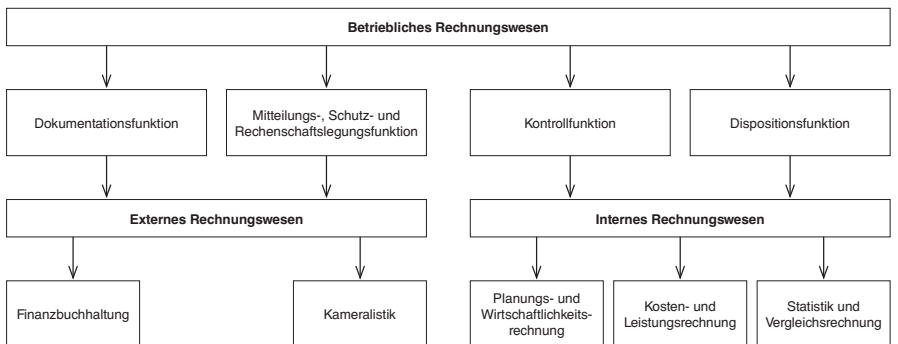 Betriebliches Rechnungswesen
Dokumentationsfunktion
Mitteilungs-, Schutz- und
Rechenschaftslegungsfunktion
Kontrollfunktion
Dispositionsfunktion
Externes Rechnungswesen
Internes Rechnungswesen
Finanzbuchhaltung
Kameralistik
Planungs- und
Wirtschaftlichkeits-
rechnung
Kosten- und
Leistungsrechnung
Statistik und
Vergleichsrechnung